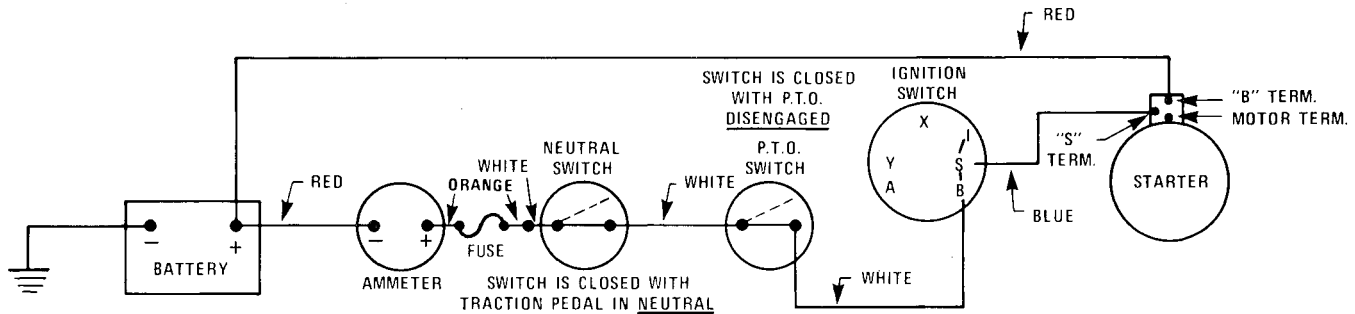 RED
SWITCH IS CLOSED
WITH P.T.O.
DISENGAGED
IGNITION
SWITCH
"B" TERM.
MOTOR TERM.
"S"
TERM.
X
I
Y
S
A
B
STARTER
BLUE
P.T.O.
SWITCH
NEUTRAL
SWITCH
WHITE
WHITE
ORANGE
RED
- +
BATTERY
- +
AMMETER
FUSE
SWITCH IS CLOSED WITH
TRACTION PEDAL IN NEUTRAL
WHITE